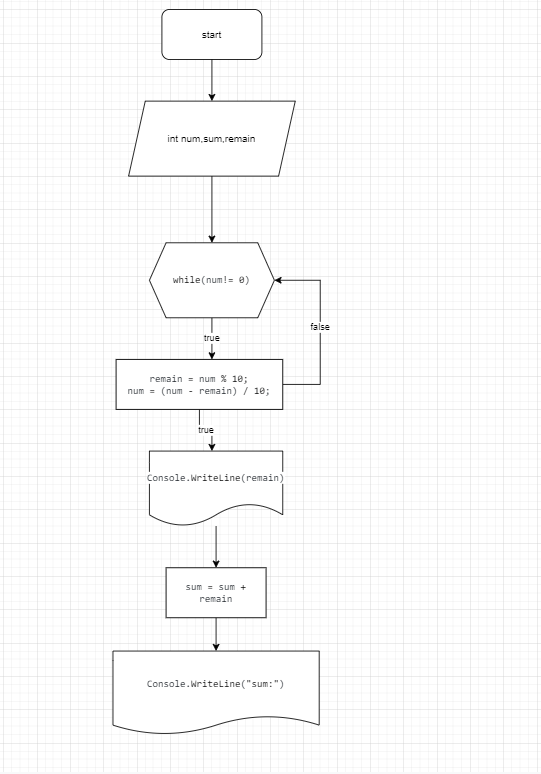 start
int num,sum,remain
while(num!= 0)
false
true
remain = num % 10;
num = (num - remain) / 10;
true
Console.WriteLine(remain)
sum = sum +
remain
Console.WriteLine("sum:")